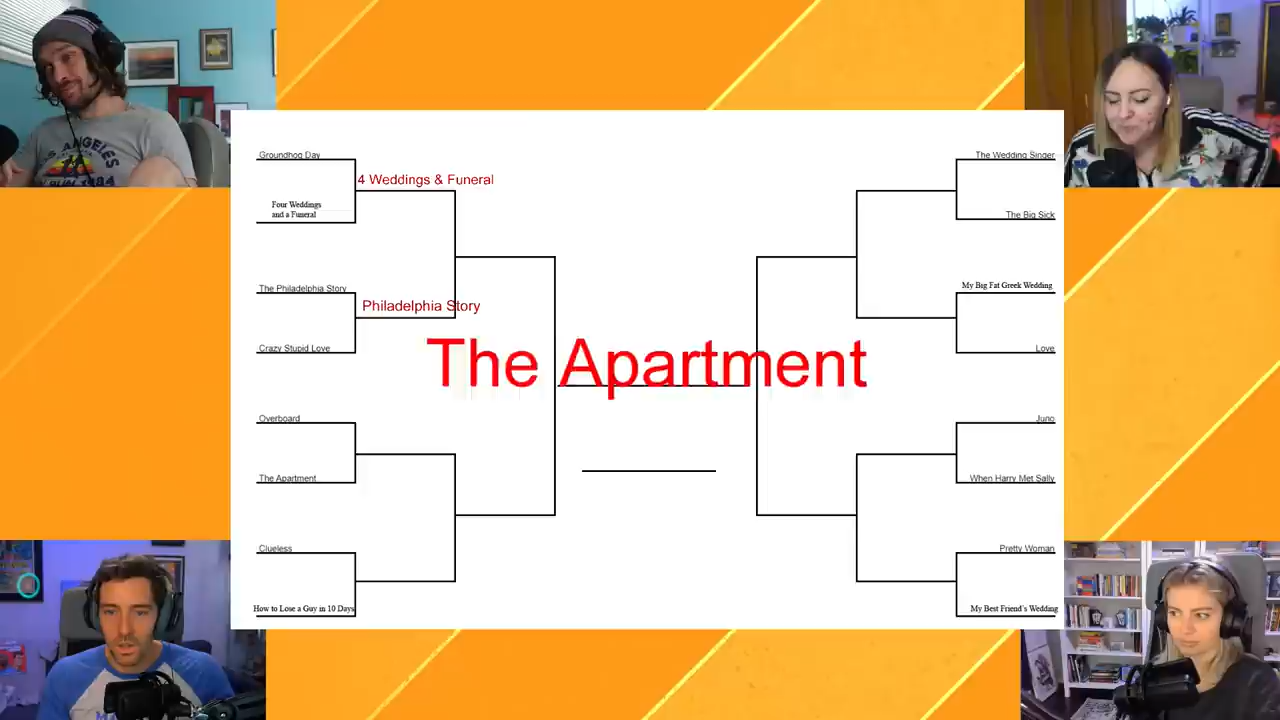 S ANGELES
Groundhog Day
4 Weddings & Funeral
Four Weddings
and a Funeral
The Philadelphia Story
Philadelphia Story
Crazy Stupid Love
The Apartment
Overboard
The Apartment
Clueless
How to Lose a Guy in 10 Days
The Wedding Singer
The Big Sick
My Big Fat Greek Wedding
Love
Juno
When Harry Met Sally
Pretty Woman
My Best Friend's Wedding